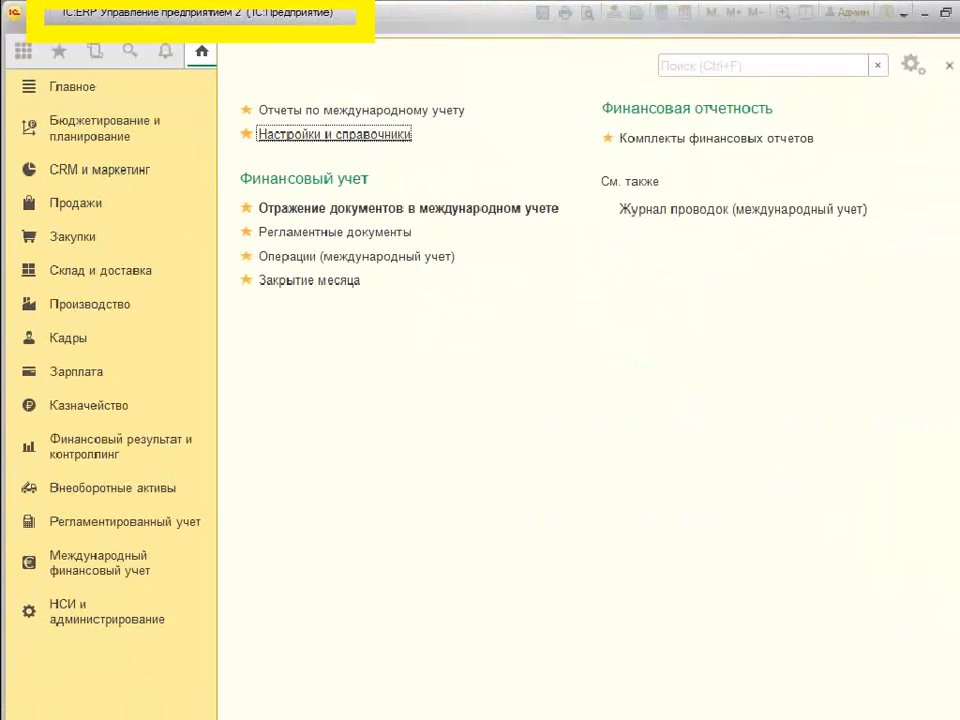 1С:ERP Управление предприятием 2 (1С:Предприятие)
M M+ M-
Админ
Поиск (Ctrl+F)
Главное
Бюджетирование и
планирование
CRM и маркетинг
Продажи
Закупки
Склад и доставка
Производство
Кадры
Зарплата
Казначейство
Финансовый результат и
контроллинг
Внеоборотные активы
Регламентированный учет
Международный
финансовый учет
НСИ и
администрирование
Отчеты по международному учету
Настройки и справочники
Финансовый учет
Отражение документов в международном учете
Регламентные документы
Операции (международный учет)
Закрытие месяца
Финансовая отчетность
Комплекты финансовых отчетов
См. также
Журнал проводок (международный учет)